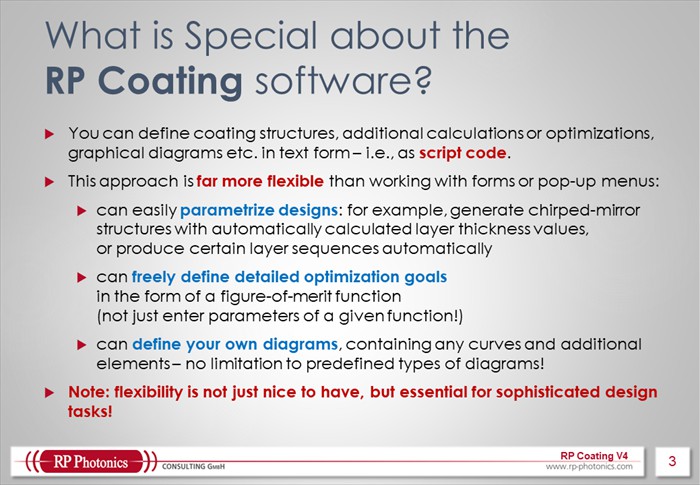 What is Special about the
RP Coating software?
You can define coating structures, additional calculations or optimizations,
graphical diagrams etc. in text form – i.e., as script code.
This approach is far more flexible than working with forms or pop-up menus:
can easily parametrize designs: for example, generate chirped-mirror
structures with automatically calculated layer thickness values,
or produce certain layer sequences automatically
can freely define detailed optimization goals
in the form of a figure-of-merit function
(not just enter parameters of a given function!)
can define your own diagrams, containing any curves and additional
elements – no limitation to predefined types of diagrams!
Note: flexibility is not just nice to have, but essential for sophisticated design
tasks!
RP Photonics CONSULTING GMBH
RP Coating V4
www.rp-photonics.com
3